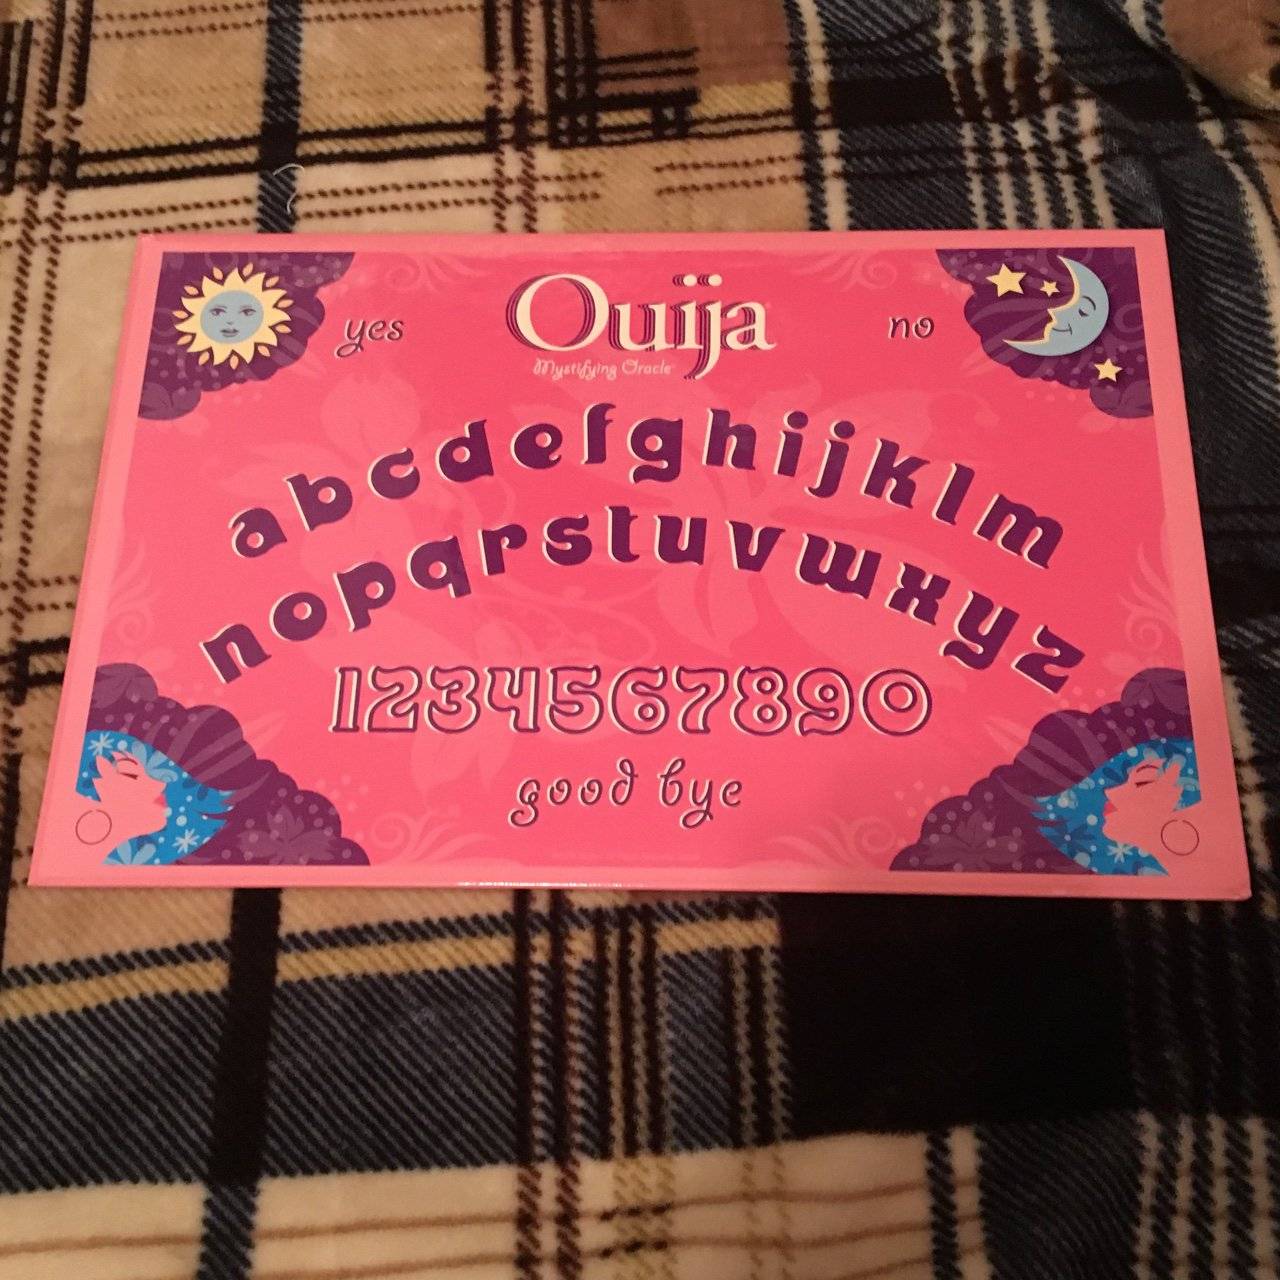 yes
Ouija
no
Mystifying Oracle
abcdefghijklm
nopqrstuvwxyz
1234567890
good bye